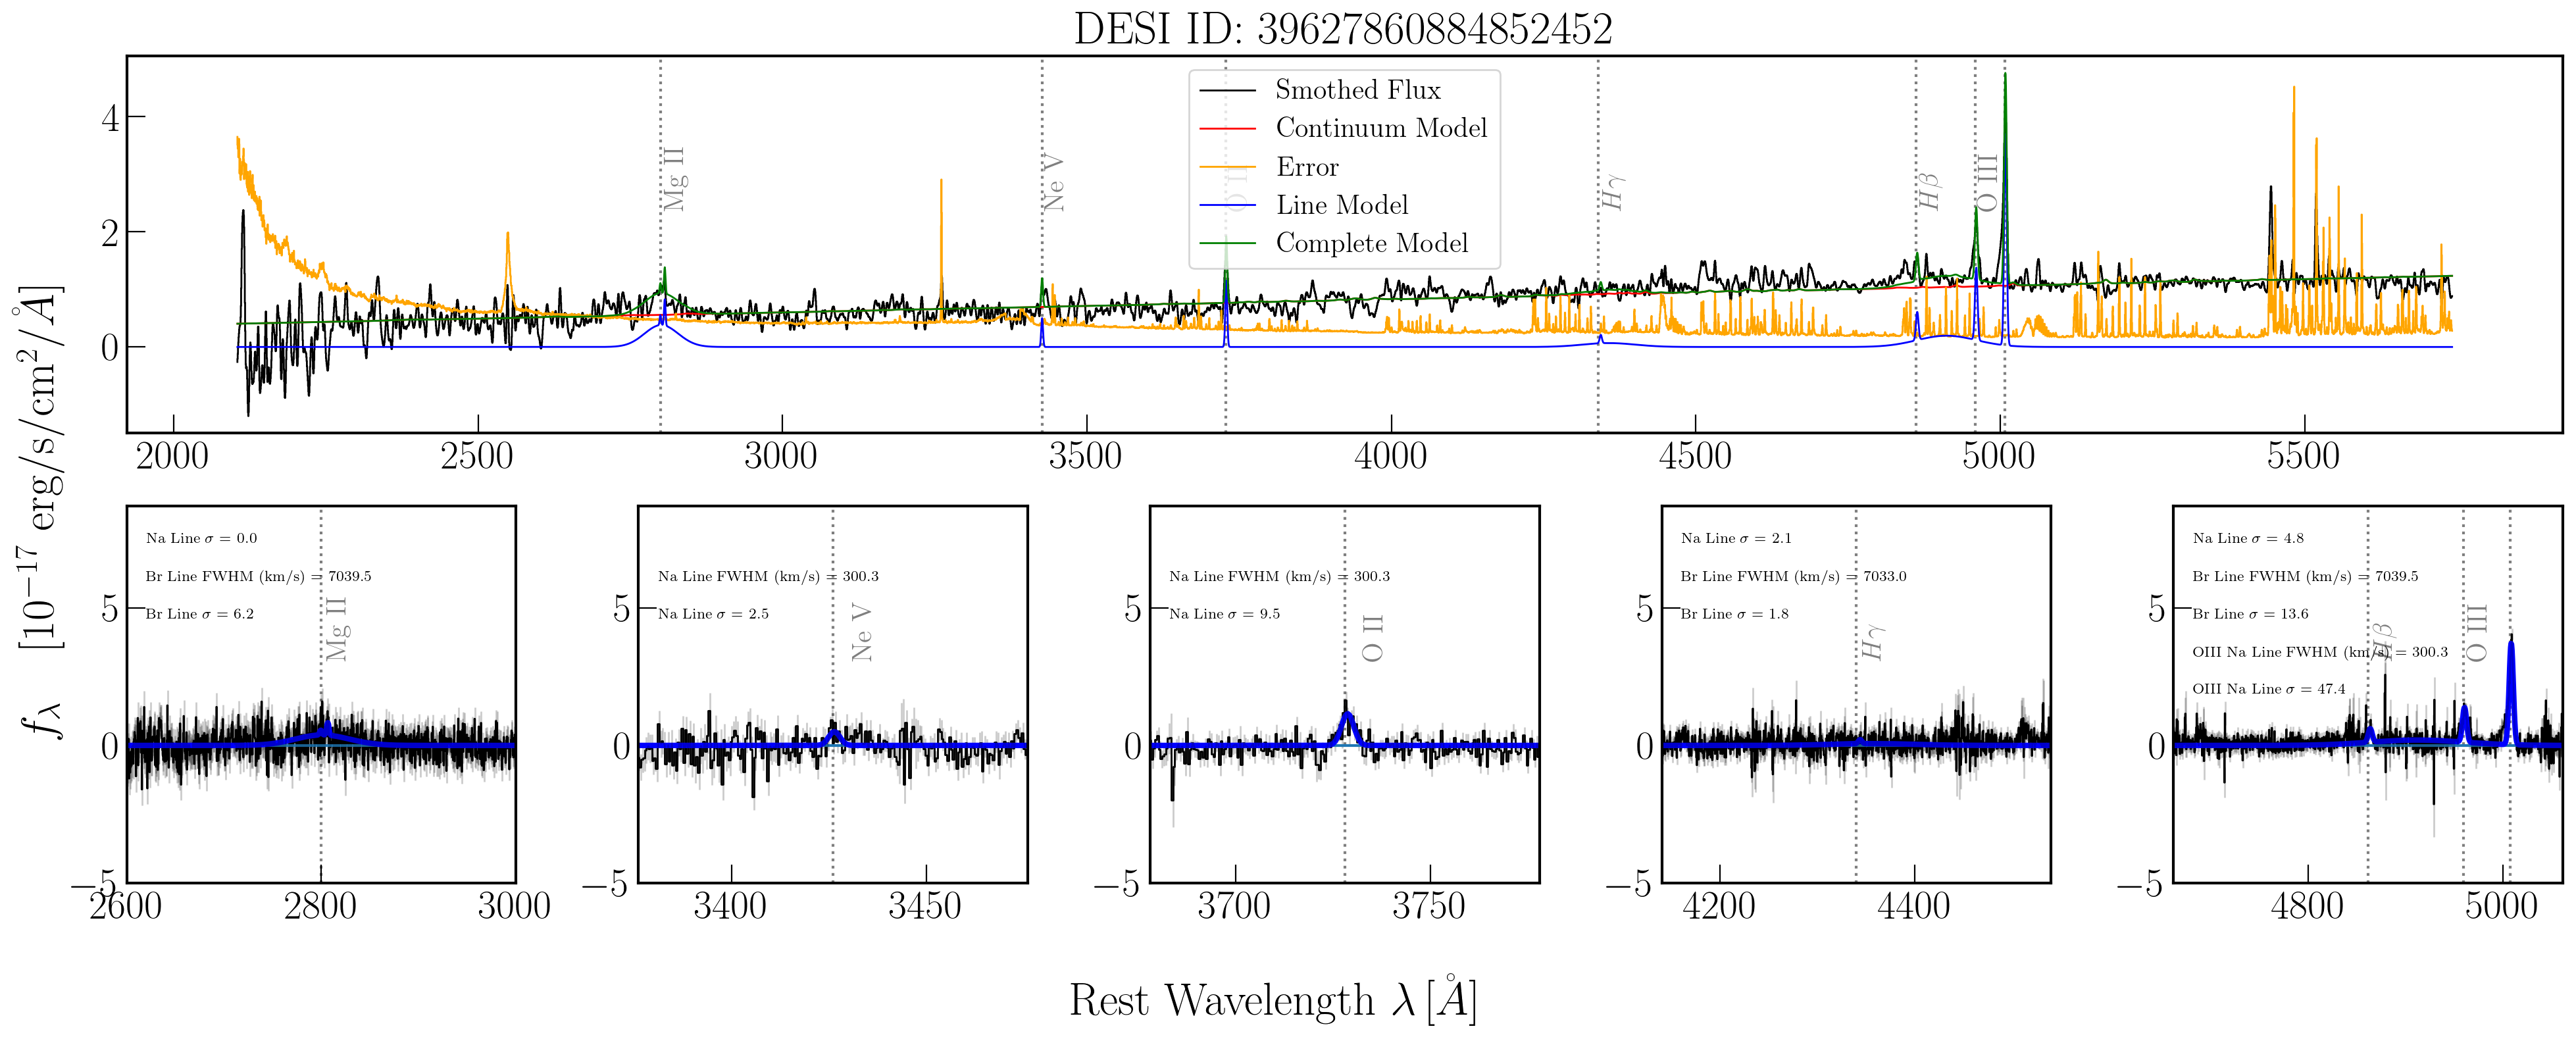 DESI ID: 39627860884852452
Smothed Flux
Continuum Model
Error
Line Model
Complete Model
Mg II
Ne V
O II
Hγ
Hβ
O III
4
2
0
2000 2500 3000 3500 4000 4500 5000 5500
f_λ [10⁻¹⁷ erg/s/cm²/Å]
Na Line σ = 0.0
Br Line FWHM (km/s) = 7039.5
Br Line σ = 6.2
Mg II
5
0
−5
2600 2800 3000
Na Line FWHM (km/s) = 300.3
Na Line σ = 2.5
Ne V
5
0
−5
3400 3450
Na Line FWHM (km/s) = 300.3
Na Line σ = 9.5
O II
5
0
−5
3700 3750
Na Line σ = 2.1
Br Line FWHM (km/s) = 7033.0
Br Line σ = 1.8
Hγ
5
0
−5
4200 4400
Na Line σ = 4.8
Br Line FWHM (km/s) = 7039.5
Br Line σ = 13.6
OIII Na Line FWHM (km/s) = 300.3
OIII Na Line σ = 47.4
Hβ
O III
5
0
−5
4800 5000
Rest Wavelength λ [Å]